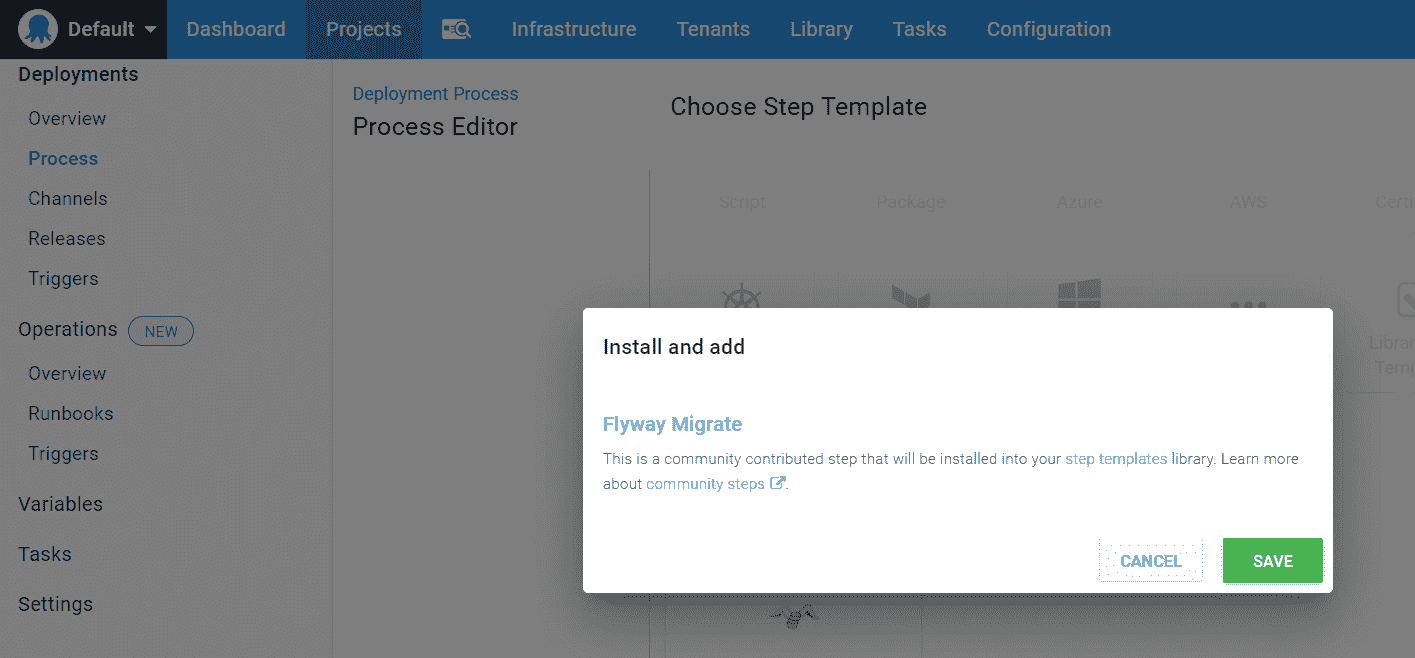 Default Dashboard Projects Infrastructure Tenants Library Tasks Configuration
Deployments
Overview
Process
Channels
Releases
Triggers
Operations NEW
Overview
Runbooks
Triggers
Variables
Tasks
Settings
Deployment Process
Process Editor
Choose Step Template
Script Package Azure AWS
Install and add
Flyway Migrate
This is a community contributed step that will be installed into your step templates library. Learn more
about community steps.
CANCEL SAVE